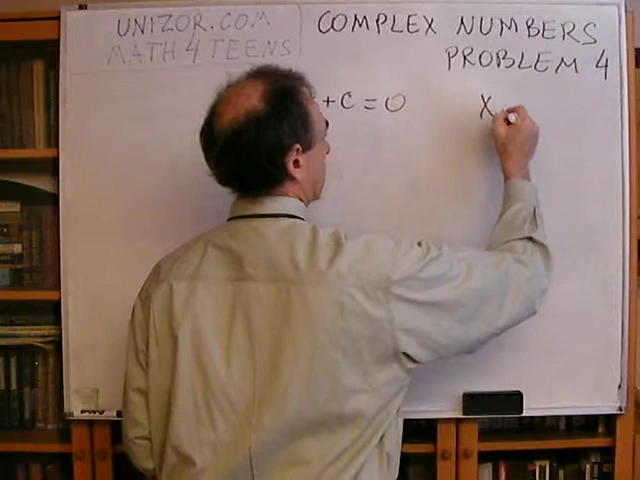 UNIZOR.COM
MATH 4 TEENS
COMPLEX NUMBERS
PROBLEM 4
+ C = 0
X